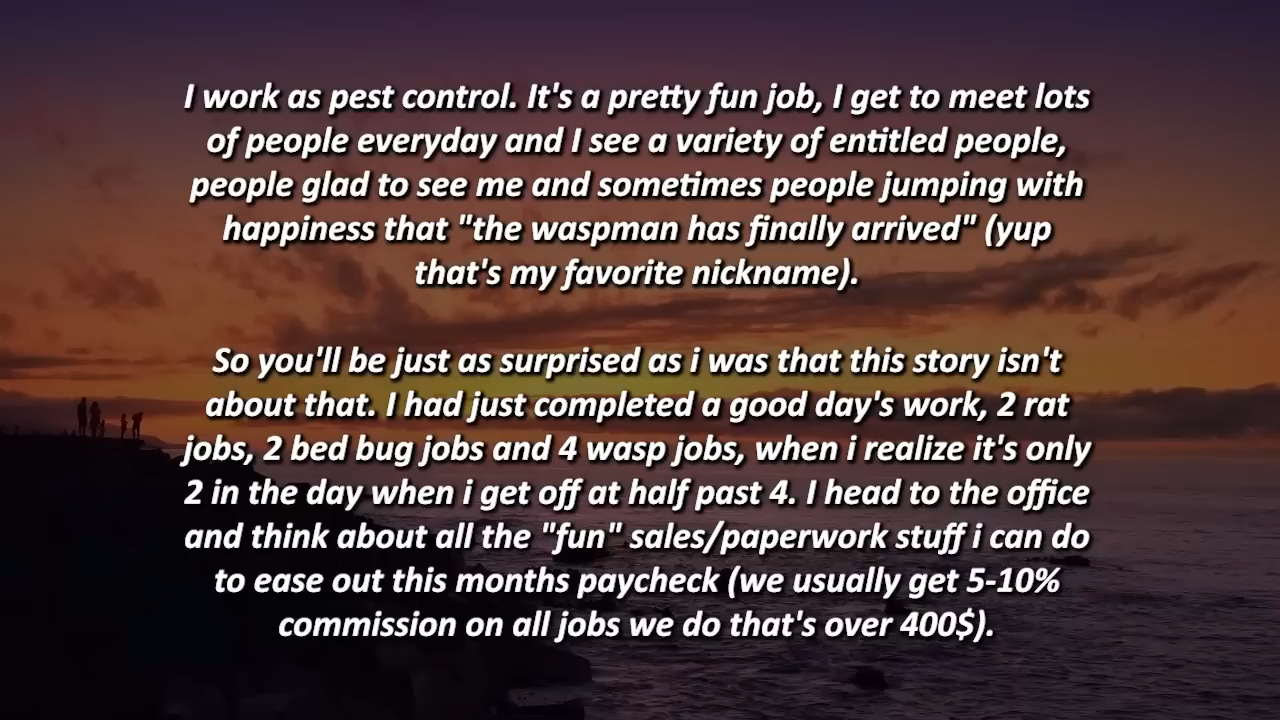 I work as pest control. It's a pretty fun job, I get to meet lots
of people everyday and I see a variety of entitled people,
people glad to see me and sometimes people jumping with
happiness that "the waspman has finally arrived" (yup
that's my favorite nickname).
So you'll be just as surprised as i was that this story isn't
about that. I had just completed a good day's work, 2 rat
jobs, 2 bed bug jobs and 4 wasp jobs, when i realize it's only
2 in the day when i get off at half past 4. I head to the office
and think about all the "fun" sales/paperwork stuff i can do
to ease out this months paycheck (we usually get 5-10%
commission on all jobs we do that's over 400$).